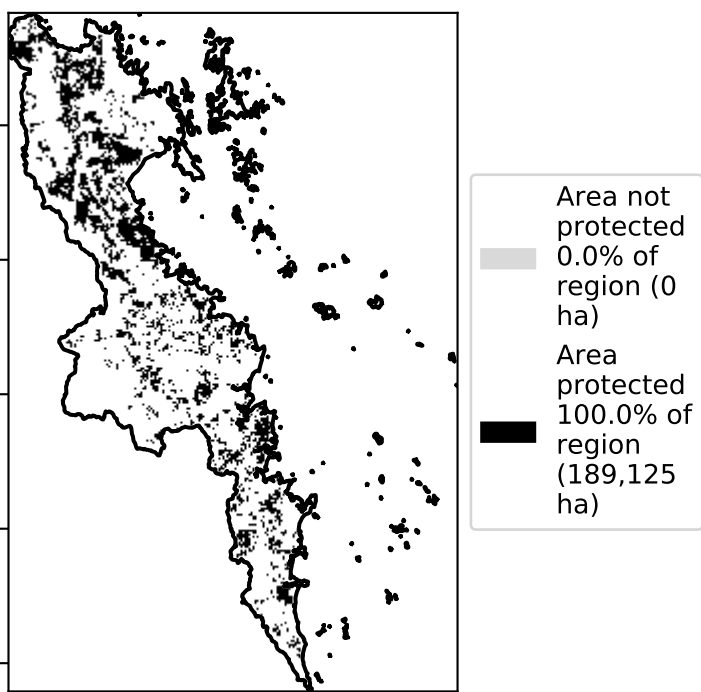 Area not
protected
0.0% of
region (0
ha)
Area
protected
100.0% of
region
(189,125
ha)